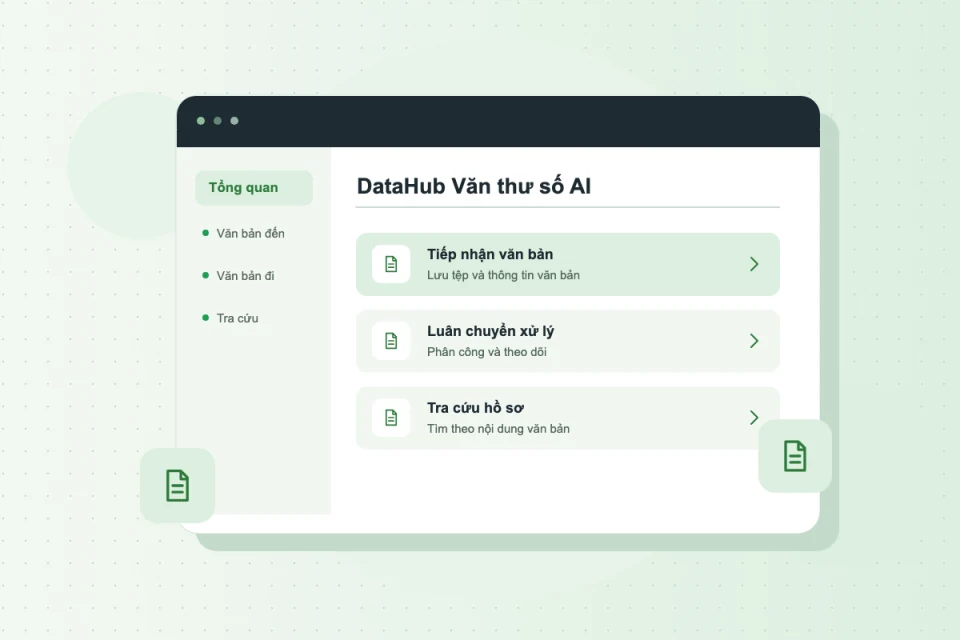 Tổng quan
Văn bản đến
Văn bản đi
Tra cứu
DataHub Văn thư số AI
Tiếp nhận văn bản
Lưu tệp và thông tin văn bản
Luân chuyển xử lý
Phân công và theo dõi
Tra cứu hồ sơ
Tìm theo nội dung văn bản